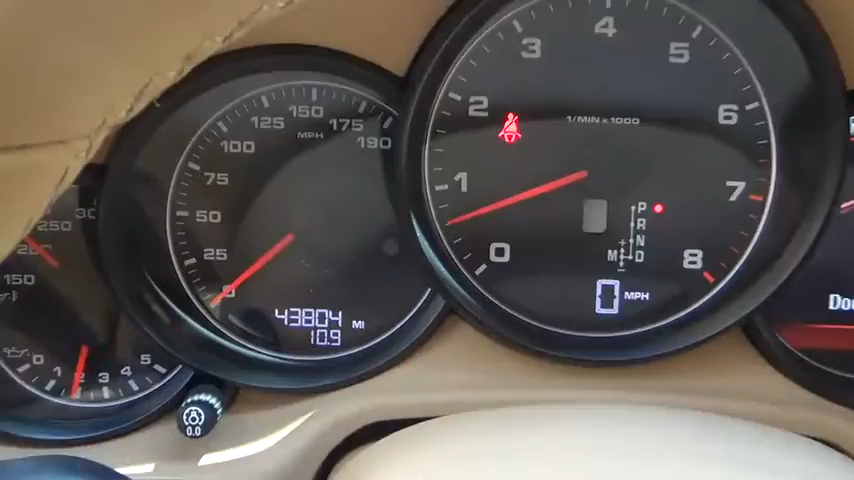 3 4 5
2 6
1/MIN x 1000
1 7
0 8
P
R
N
M D
+
-
0 MPH
125 150 175
MPH
100 190
75
50
25
0
43804 MI
10.9
30
250
150
0 1 2 3 4 5
0.0
Doo